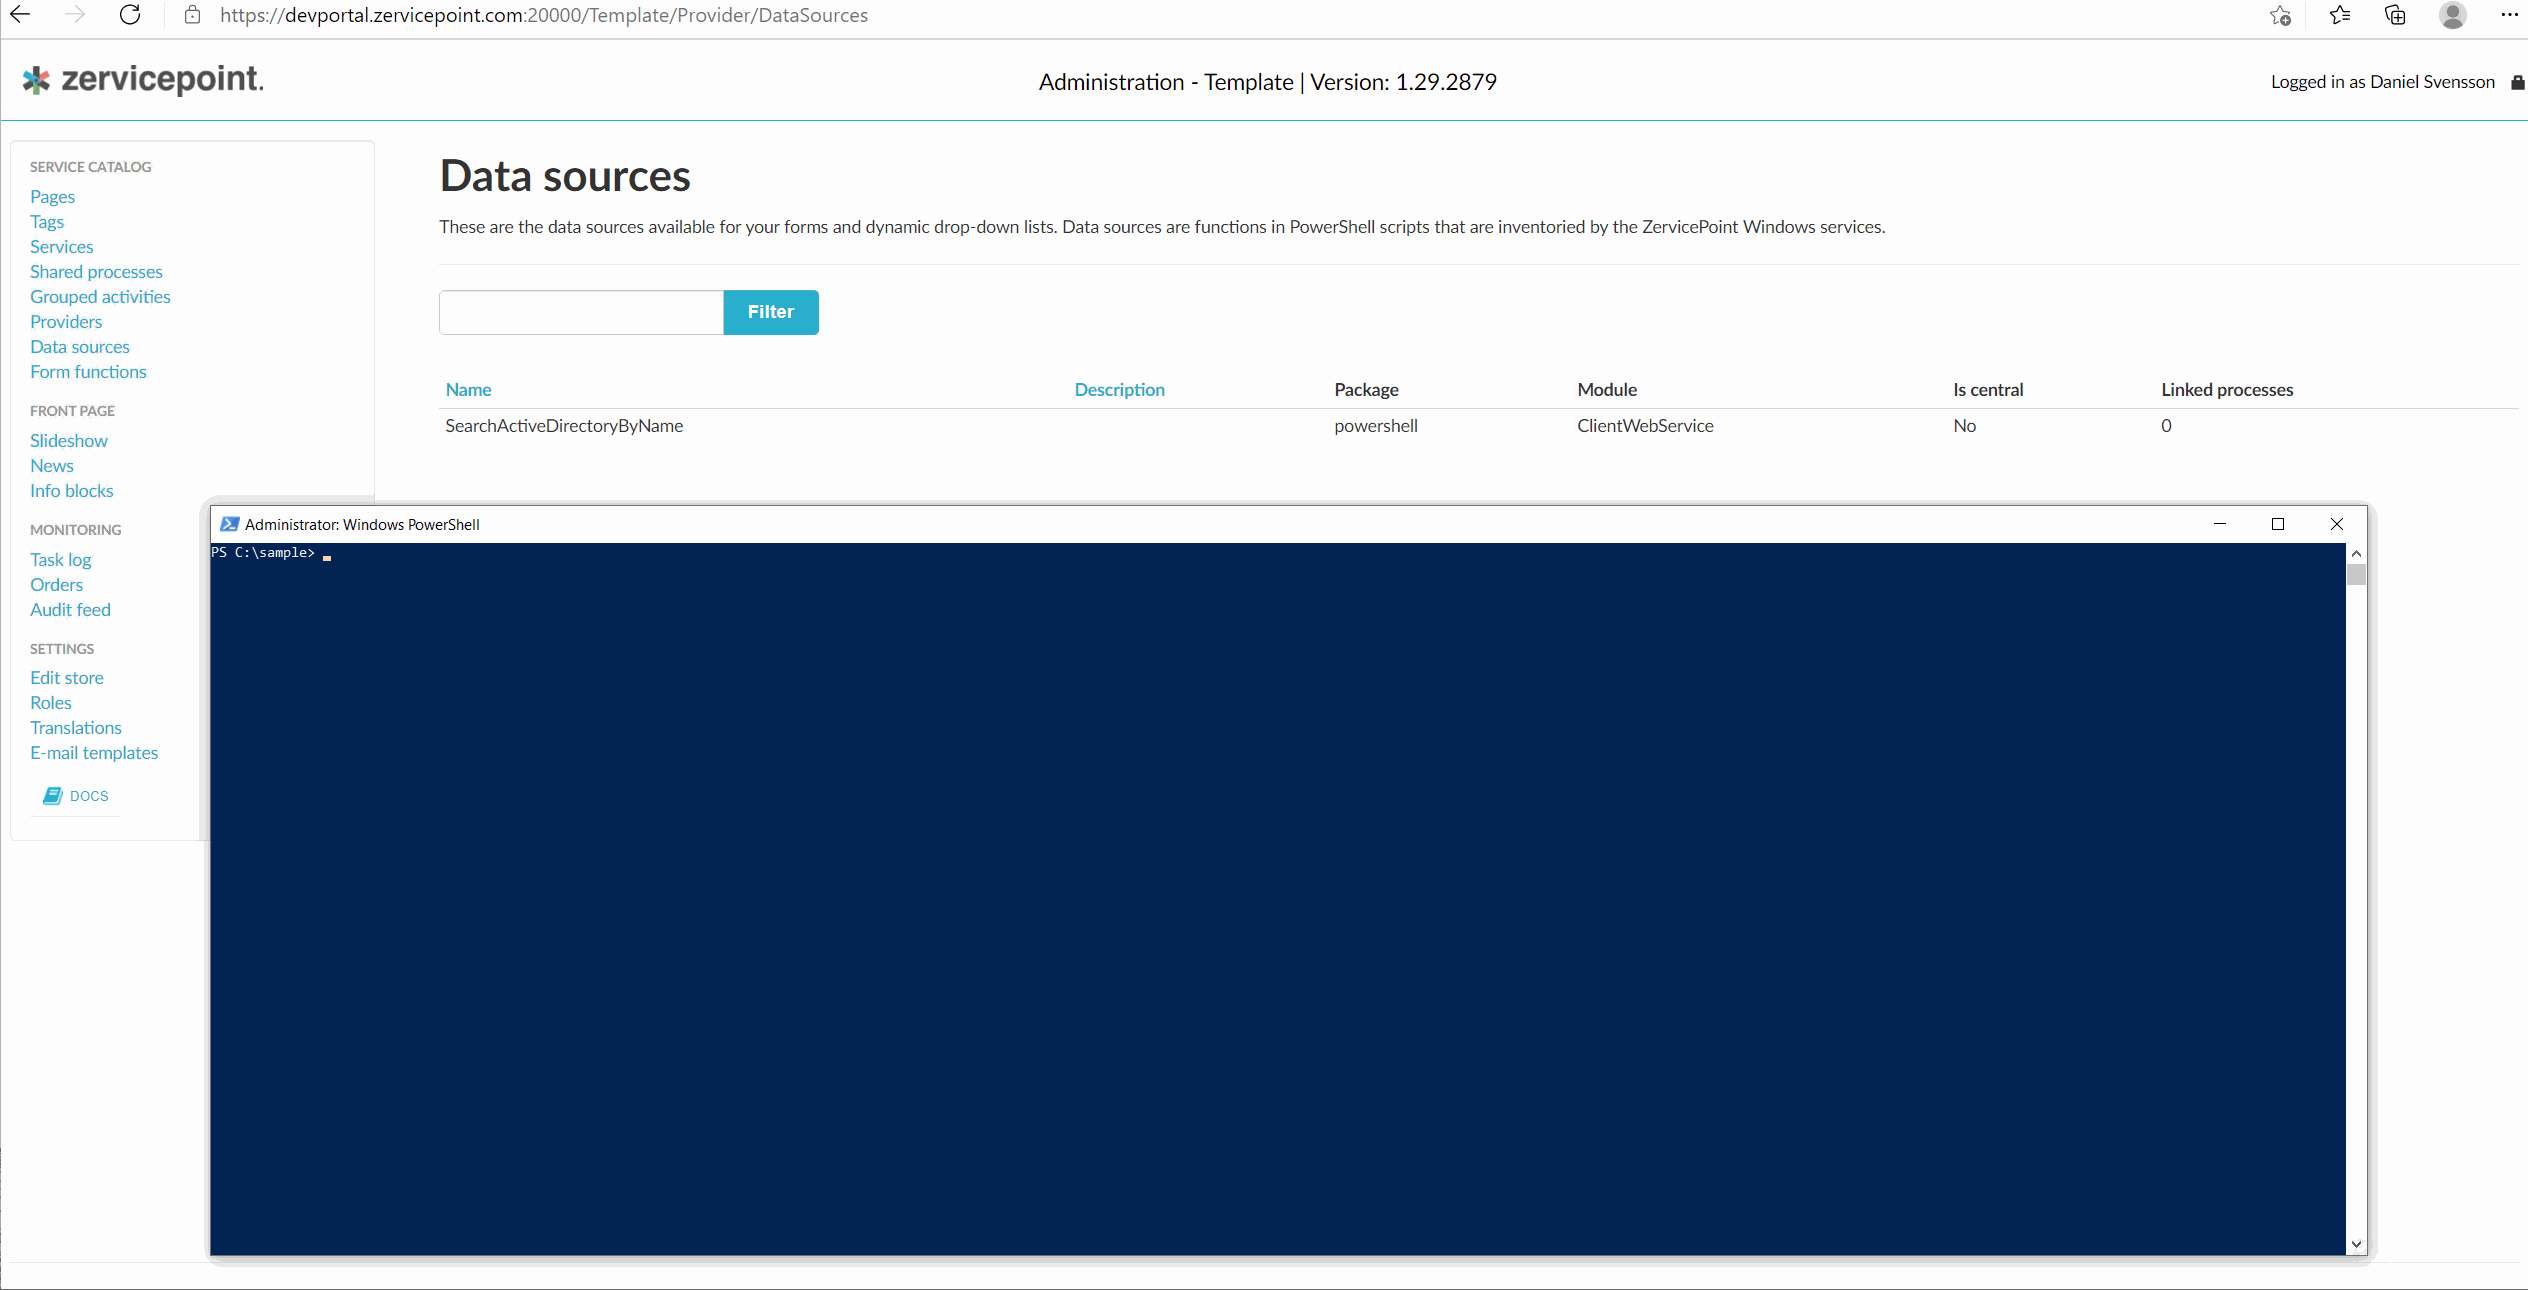 https://devportal.zervicepoint.com:20000/Template/Provider/DataSources
zervicepoint.
Administration - Template | Version: 1.29.2879
Logged in as Daniel Svensson
SERVICE CATALOG
Pages
Tags
Services
Shared processes
Grouped activities
Providers
Data sources
Form functions
FRONT PAGE
Slideshow
News
Info blocks
MONITORING
Task log
Orders
Audit feed
SETTINGS
Edit store
Roles
Translations
E-mail templates
DOCS
Data sources
These are the data sources available for your forms and dynamic drop-down lists. Data sources are functions in PowerShell scripts that are inventoried by the ZervicePoint Windows services.
Filter
Name Description Package Module Is central Linked processes
SearchActiveDirectoryByName powershell ClientWebService No 0
Administrator: Windows PowerShell
PS C:\sample>